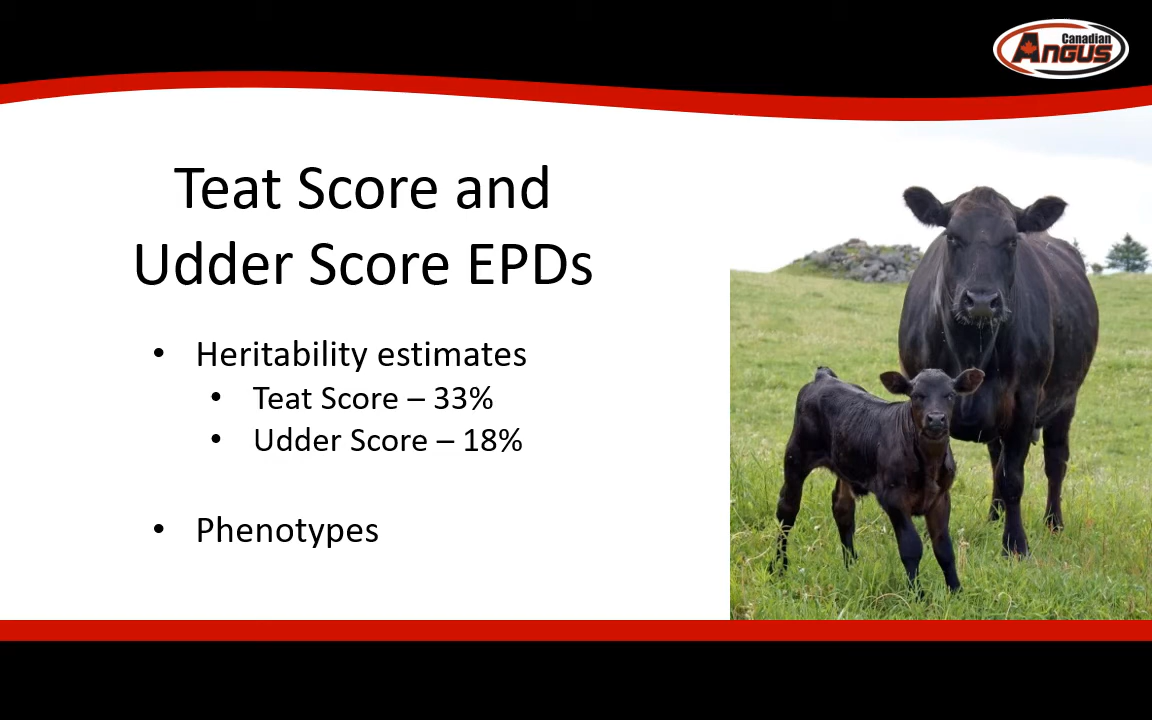 Canadian
ANGUS
Teat Score and
Udder Score EPDs
• Heritability estimates
• Teat Score – 33%
• Udder Score – 18%
• Phenotypes